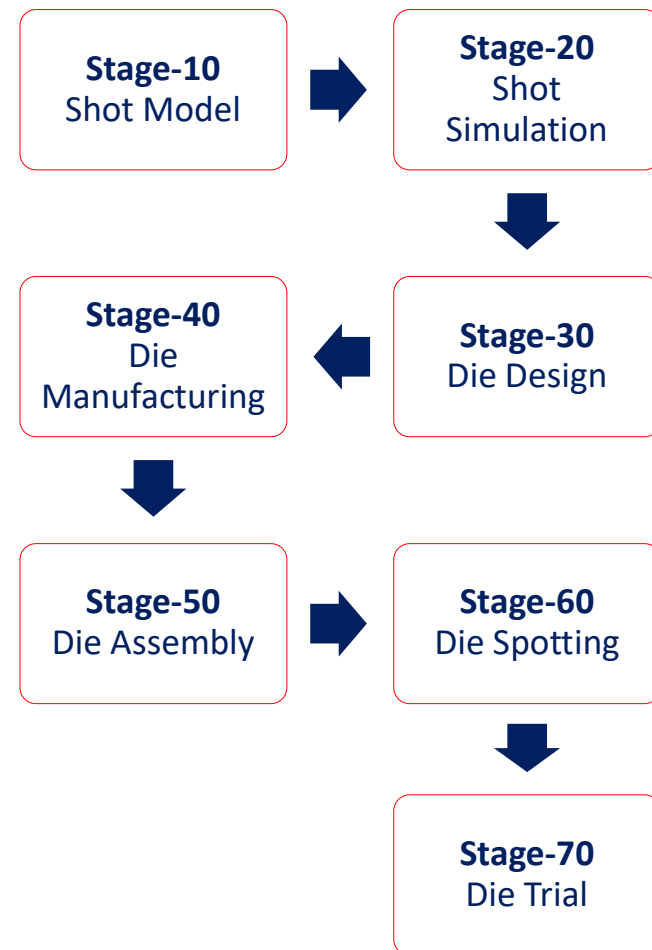 Stage-10
Shot Model
Stage-20
Shot
Simulation
Stage-30
Die Design
Stage-40
Die
Manufacturing
Stage-50
Die Assembly
Stage-60
Die Spotting
Stage-70
Die Trial